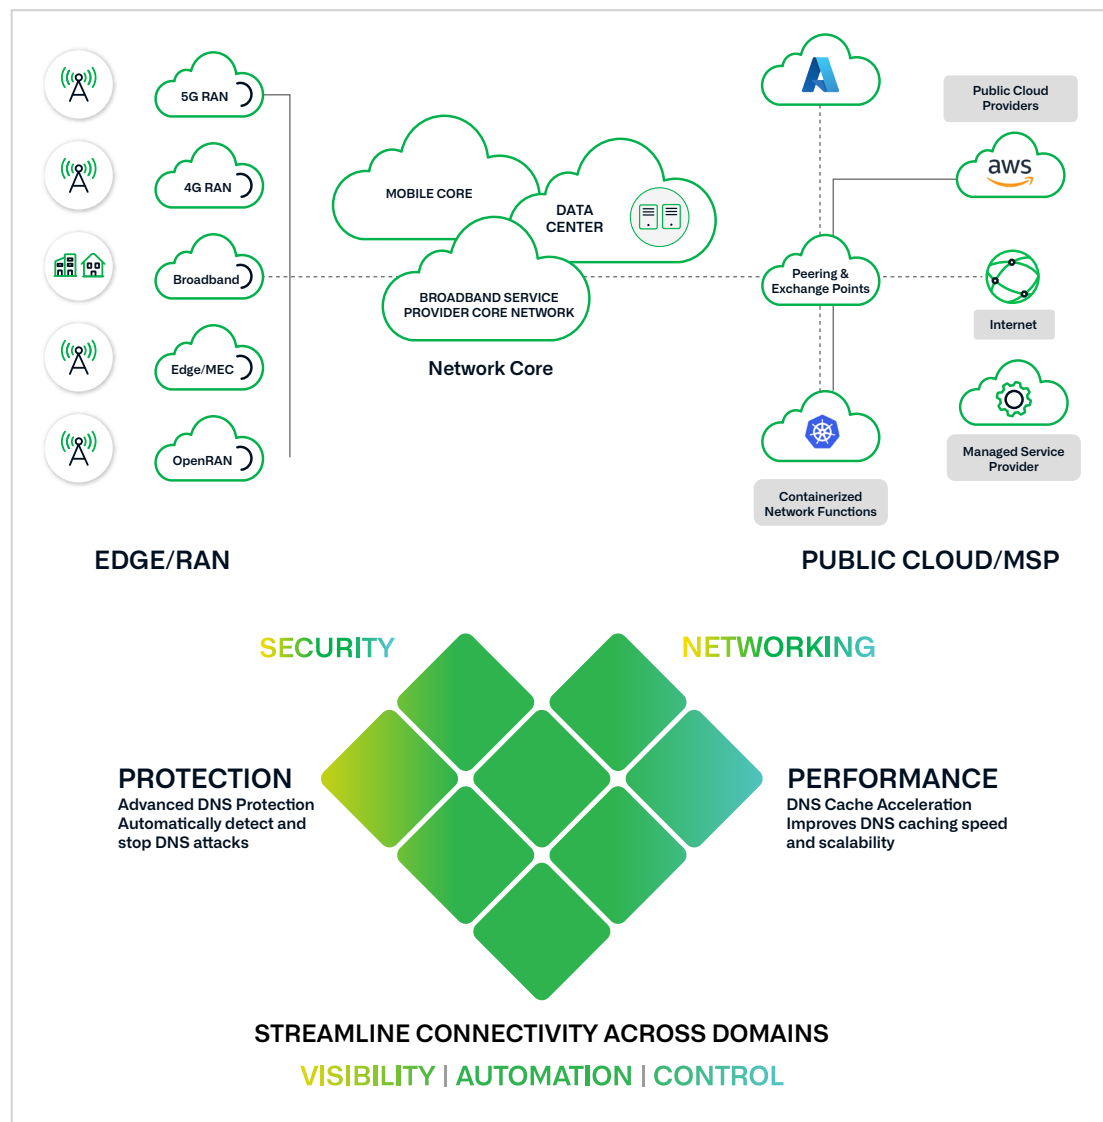 5G RAN
4G RAN
Broadband
Edge/MEC
OpenRAN
EDGE/RAN
MOBILE CORE
DATA
CENTER
BROADBAND SERVICE
PROVIDER CORE NETWORK
Network Core
Peering &
Exchange Points
Containerized
Network Functions
Public Cloud
Providers
aws
Internet
Managed Service
Provider
PUBLIC CLOUD/MSP
SECURITY
NETWORKING
PROTECTION
Advanced DNS Protection
Automatically detect and
stop DNS attacks
PERFORMANCE
DNS Cache Acceleration
Improves DNS caching speed
and scalability
STREAMLINE CONNECTIVITY ACROSS DOMAINS
VISIBILITY | AUTOMATION | CONTROL